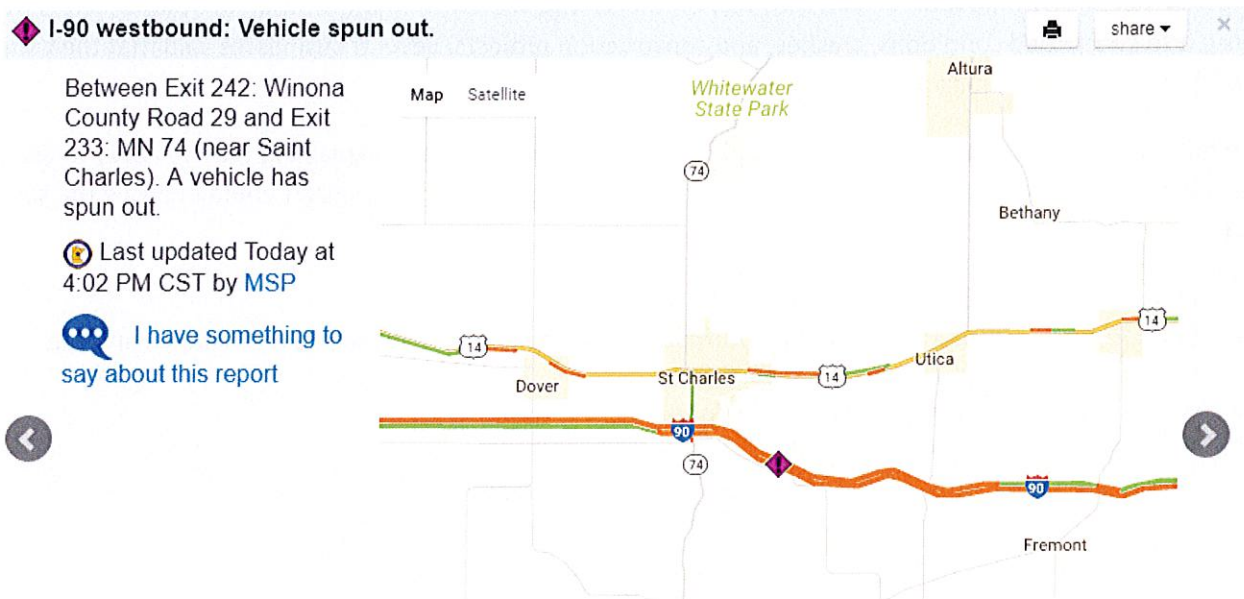 I-90 westbound: Vehicle spun out.
share
×
Between Exit 242: Winona
County Road 29 and Exit
233: MN 74 (near Saint
Charles). A vehicle has
spun out.
Last updated Today at
4:02 PM CST by MSP
I have something to
say about this report
Map Satellite
Whitewater
State Park
Altura
74
Bethany
14
14
Dover
St Charles
14
Utica
90
74
90
Fremont